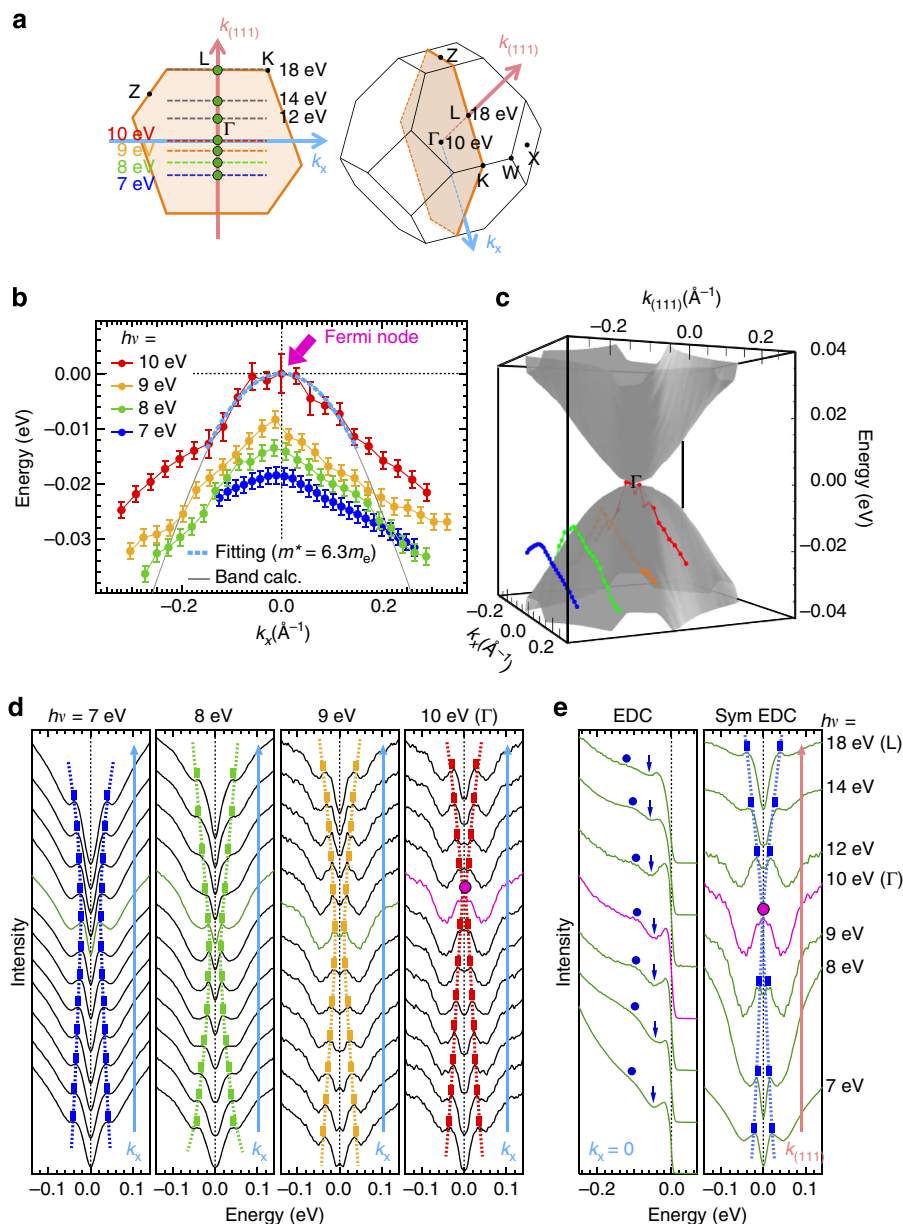 a
k(111)
L
K
18 eV
Z
14 eV
12 eV
Γ
10 eV
9 eV
8 eV
7 eV
kx
k(111)
Z
L
18 eV
Γ
10 eV
X
W
K
kx
b
hν =
10 eV
9 eV
8 eV
7 eV
Fermi node
0.00
−0.01
−0.02
−0.03
Energy (eV)
Fitting (m* = 6.3me)
Band calc.
−0.2
0.0
0.2
kx(Å−1)
c
k(111)(Å−1)
−0.2
0.0
0.2
0.04
0.02
0.00
−0.02
−0.04
Energy (eV)
Γ
−0.2
0.0
0.2
kx(Å−1)
d
hν = 7 eV
8 eV
9 eV
10 eV (Γ)
Intensity
kx
kx
kx
kx
−0.1
0.0
0.1
−0.1
0.0
0.1
−0.1
0.0
0.1
−0.1
0.0
0.1
Energy (eV)
e
EDC
Sym EDC
hν =
18 eV (L)
14 eV
12 eV
10 eV (Γ)
9 eV
8 eV
7 eV
Intensity
kx = 0
k(111)
−0.2
0.0
−0.1
0.0
0.1
Energy (eV)